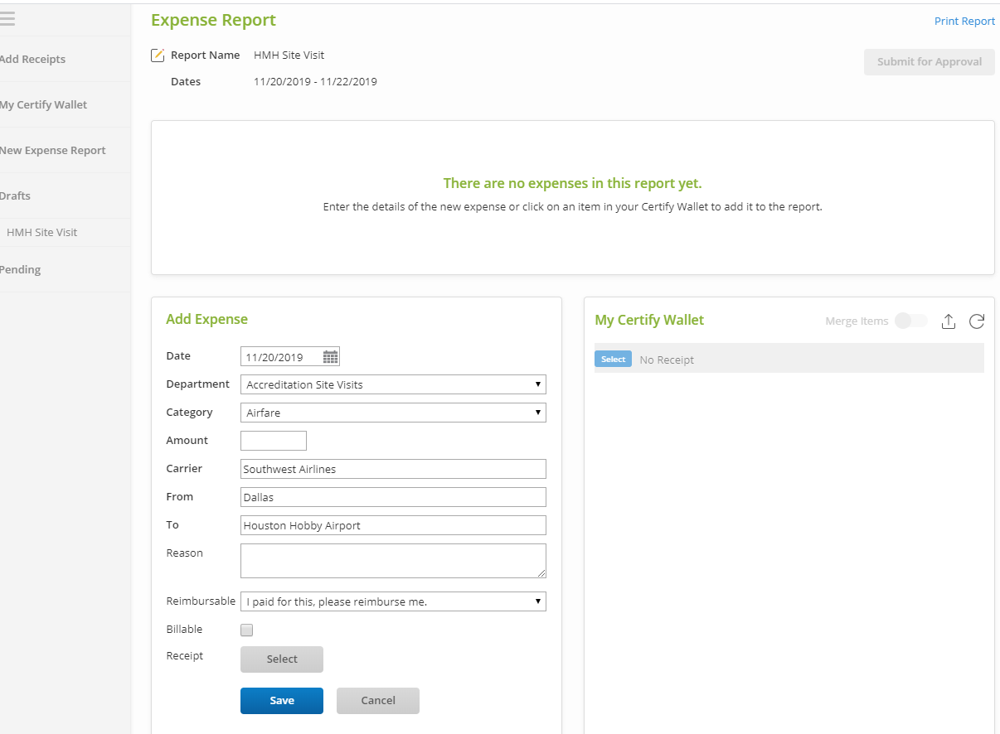 Expense Report
Print Report
Report Name HMH Site Visit
Submit for Approval
Dates 11/20/2019 - 11/22/2019
Add Receipts
My Certify Wallet
New Expense Report
Drafts
HMH Site Visit
Pending
There are no expenses in this report yet.
Enter the details of the new expense or click on an item in your Certify Wallet to add it to the report.
Add Expense
Date 11/20/2019
Department Accreditation Site Visits
Category Airfare
Amount
Carrier Southwest Airlines
From Dallas
To Houston Hobby Airport
Reason
Reimbursable I paid for this, please reimburse me.
Billable
Receipt Select
Save Cancel
My Certify Wallet Merge Items
Select No Receipt